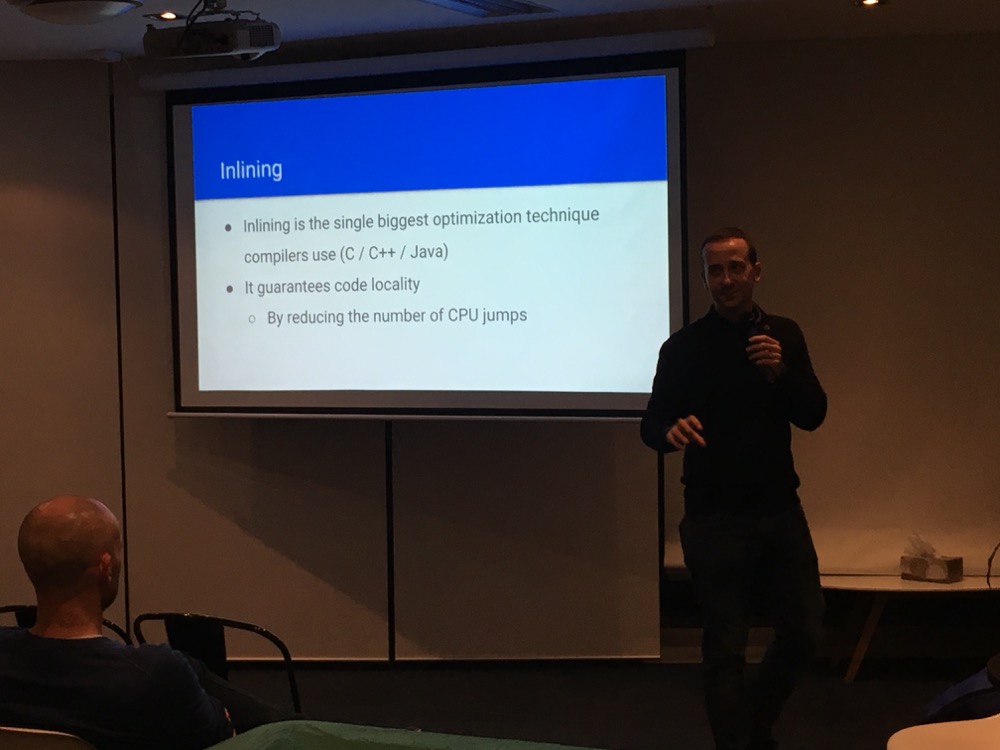 Inlining
● Inlining is the single biggest optimization technique
compilers use (C / C++ / Java)
● It guarantees code locality
○ By reducing the number of CPU jumps